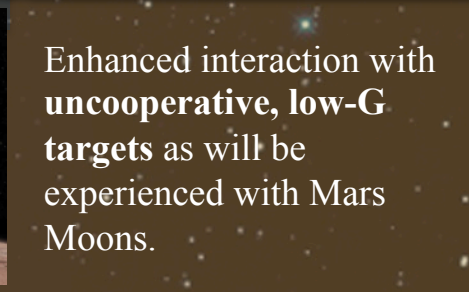 Enhanced interaction with
uncooperative, low-G
targets as will be
experienced with Mars
Moons.